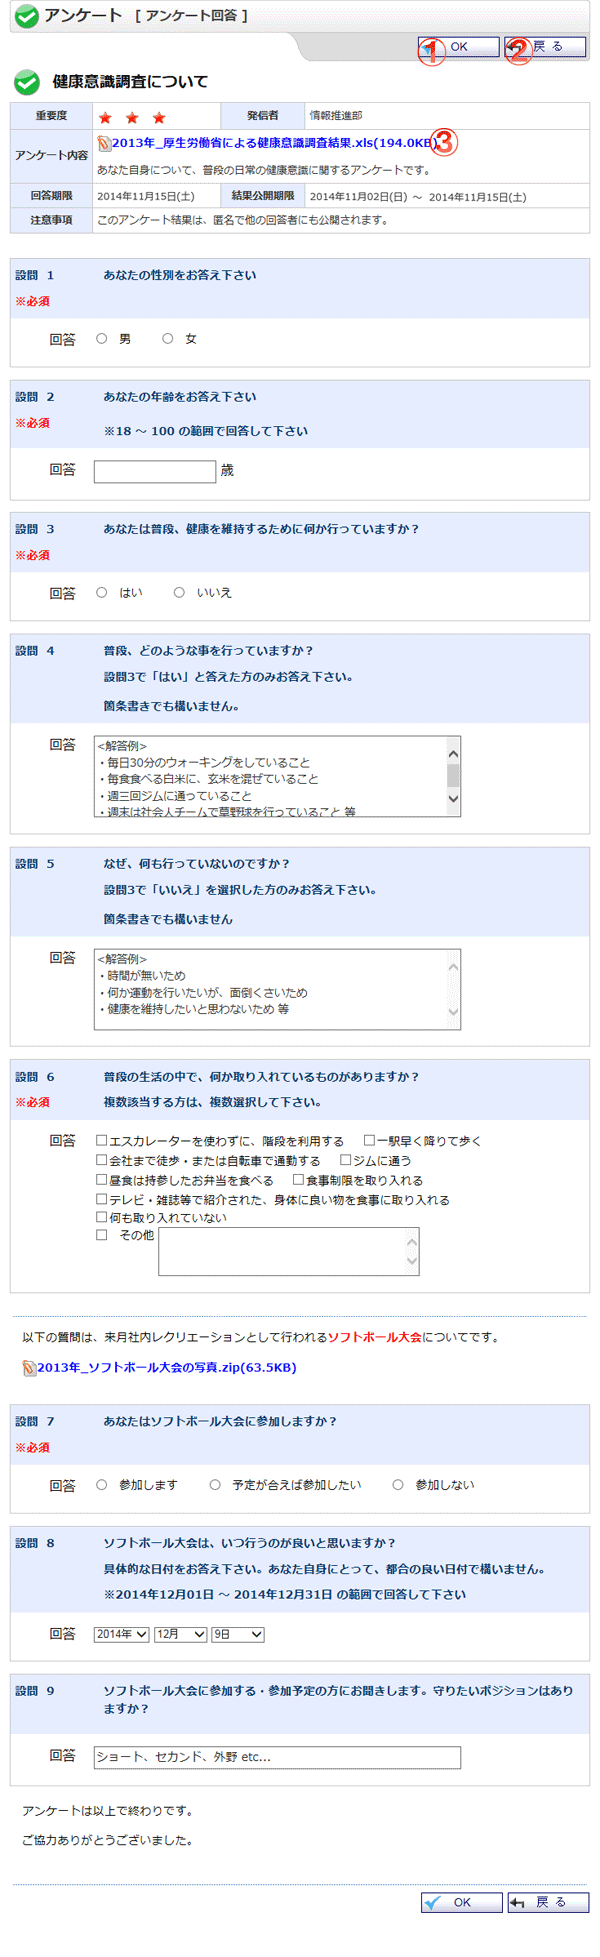 アンケート [ アンケート回答 ]
① OK ② 戻 る
健康意識調査について
重要度 ★ ★ ★ 発信者 情報推進部
アンケート内容 2013年_厚生労働省による健康意識調査結果.xls(194.0KB) ③
あなた自身について、普段の日常の健康意識に関するアンケートです。
回答期限 2014年11月15日(土) 結果公開期限 2014年11月02日(日) ～ 2014年11月15日(土)
注意事項 このアンケート結果は、匿名で他の回答者にも公開されます。
設問 1 あなたの性別をお答え下さい
※必須
回答 男 女
設問 2 あなたの年齢をお答え下さい
※必須
※18 ～ 100 の範囲で回答して下さい
回答 歳
設問 3 あなたは普段、健康を維持するために何か行っていますか？
※必須
回答 はい いいえ
設問 4 普段、どのような事を行っていますか？
設問3で「はい」と答えた方のみお答え下さい。
箇条書きでも構いません。
回答 <解答例>
・毎日30分のウォーキングをしていること
・毎食食べる白米に、玄米を混ぜていること
・週三回ジムに通っていること
・週末は社会人チームで草野球を行っていること 等
設問 5 なぜ、何も行っていないのですか？
設問3で「いいえ」を選択した方のみお答え下さい。
箇条書きでも構いません
回答 <解答例>
・時間が無いため
・何か運動を行いたいが、面倒くさいため
・健康を維持したいと思わないため 等
設問 6 普段の生活の中で、何か取り入れているものがありますか？
※必須 複数該当する方は、複数選択して下さい。
回答 エスカレーターを使わずに、階段を利用する 一駅早く降りて歩く
会社まで徒歩・または自転車で通勤する ジムに通う
昼食は持参したお弁当を食べる 食事制限を取り入れる
テレビ・雑誌等で紹介された、身体に良い物を食事に取り入れる
何も取り入れていない
その他
以下の質問は、来月社内レクリエーションとして行われるソフトボール大会についてです。
2013年_ソフトボール大会の写真.zip(63.5KB)
設問 7 あなたはソフトボール大会に参加しますか？
※必須
回答 参加します 予定が合えば参加したい 参加しない
設問 8 ソフトボール大会は、いつ行うのが良いと思いますか？
具体的な日付をお答え下さい。あなた自身にとって、都合の良い日付で構いません。
※2014年12月01日 ～ 2014年12月31日 の範囲で回答して下さい
回答 2014年 12月 9日
設問 9 ソフトボール大会に参加する・参加予定の方にお聞きします。守りたいポジションはあり
ますか？
回答 ショート、セカンド、外野 etc...
アンケートは以上で終わりです。
ご協力ありがとうございました。
OK 戻 る